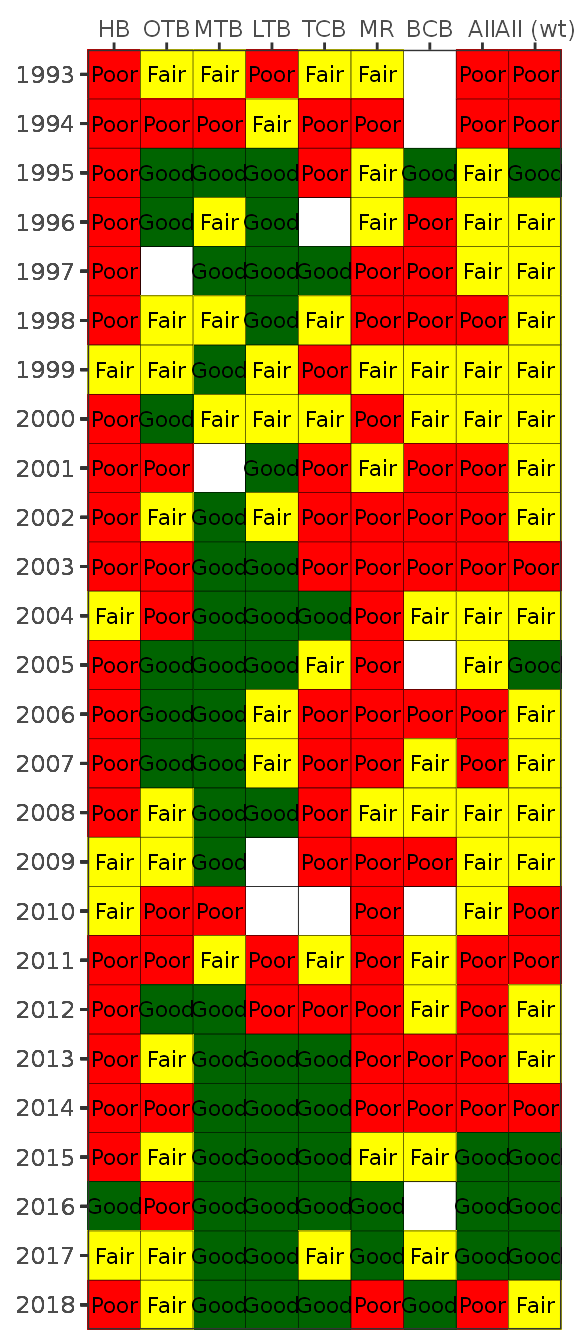 HB OTB MTB LTB TCB MR BCB All All (wt)
1993 Poor Fair Fair Poor Fair Fair Poor Poor
1994 Poor Poor Poor Fair Poor Poor Poor Poor
1995 Poor Good Good Good Poor Fair Good Fair Good
1996 Poor Good Fair Good Fair Poor Fair Fair
1997 Poor Good Good Good Poor Poor Fair Fair
1998 Poor Fair Fair Good Fair Poor Poor Poor Fair
1999 Fair Fair Good Fair Poor Fair Fair Fair Fair
2000 Poor Good Fair Fair Fair Poor Fair Fair Fair
2001 Poor Poor Good Poor Fair Poor Poor Fair
2002 Poor Fair Good Fair Poor Poor Poor Poor Fair
2003 Poor Poor Good Good Poor Poor Poor Poor Poor
2004 Fair Poor Good Good Good Poor Fair Fair Fair
2005 Poor Good Good Good Fair Poor Fair Good
2006 Poor Good Good Fair Poor Poor Poor Poor Fair
2007 Poor Good Good Fair Poor Poor Fair Poor Fair
2008 Poor Fair Good Good Poor Fair Fair Fair Fair
2009 Fair Fair Good Poor Poor Poor Fair Fair
2010 Fair Poor Poor Poor Fair Poor
2011 Poor Poor Fair Poor Fair Poor Fair Poor Poor
2012 Poor Good Good Poor Poor Poor Fair Poor Fair
2013 Poor Fair Good Good Good Poor Poor Poor Fair
2014 Poor Poor Good Good Good Poor Poor Poor Poor
2015 Poor Fair Good Good Good Fair Fair Good Good
2016 Good Poor Good Good Good Good Good Good
2017 Fair Fair Good Good Fair Good Fair Good Good
2018 Poor Fair Good Good Good Poor Good Poor Fair